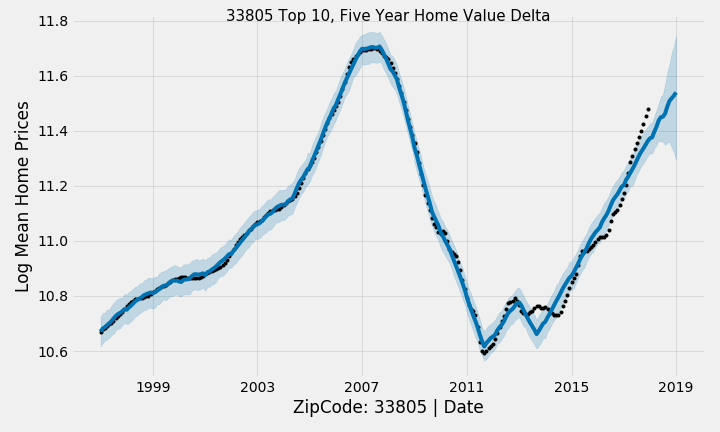 33805 Top 10, Five Year Home Value Delta
11.8
11.6
11.4
11.2
11.0
10.8
10.6
Log Mean Home Prices
1999 2003 2007 2011 2015 2019
ZipCode: 33805 | Date